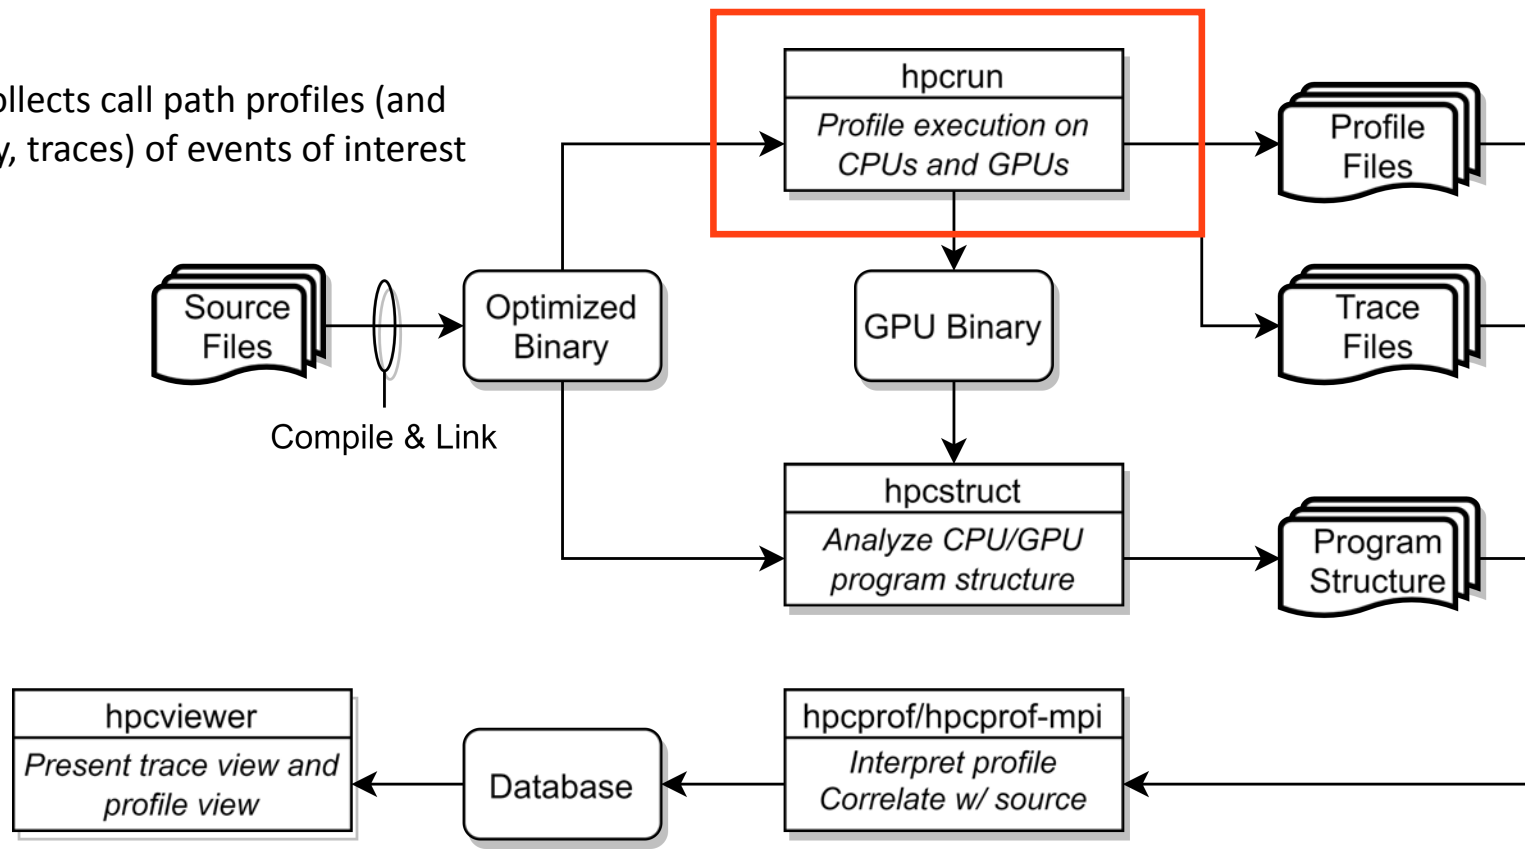 hpcrun
Profile execution on
CPUs and GPUs
call path profiles (and
traces) of events of interest
Profile
Files
Source
Files
Optimized
Binary
GPU Binary
Trace
Files
Compile & Link
hpcstruct
Analyze CPU/GPU
program structure
Program
Structure
hpcviewer
Present trace view and
profile view
Database
hpcprof/hpcprof-mpi
Interpret profile
Correlate w/ source